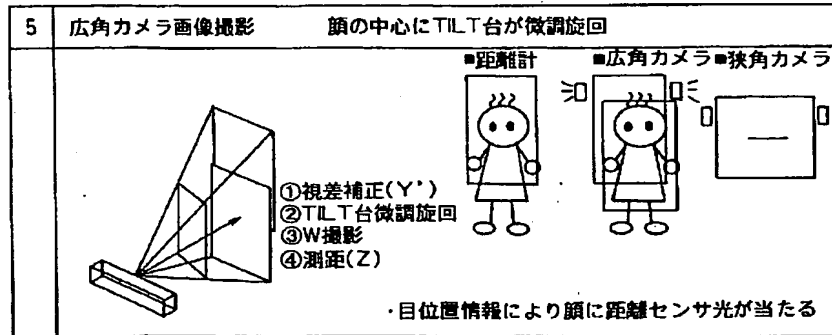 5 広角カメラ画像撮影 顔の中心にTILT台が微調旋回
■距離計 ■広角カメラ ■狭角カメラ
①視差補正(Y')
②TILT台微調旋回
③W撮影
④測距(Z)
・目位置情報により顔に距離センサ光が当たる